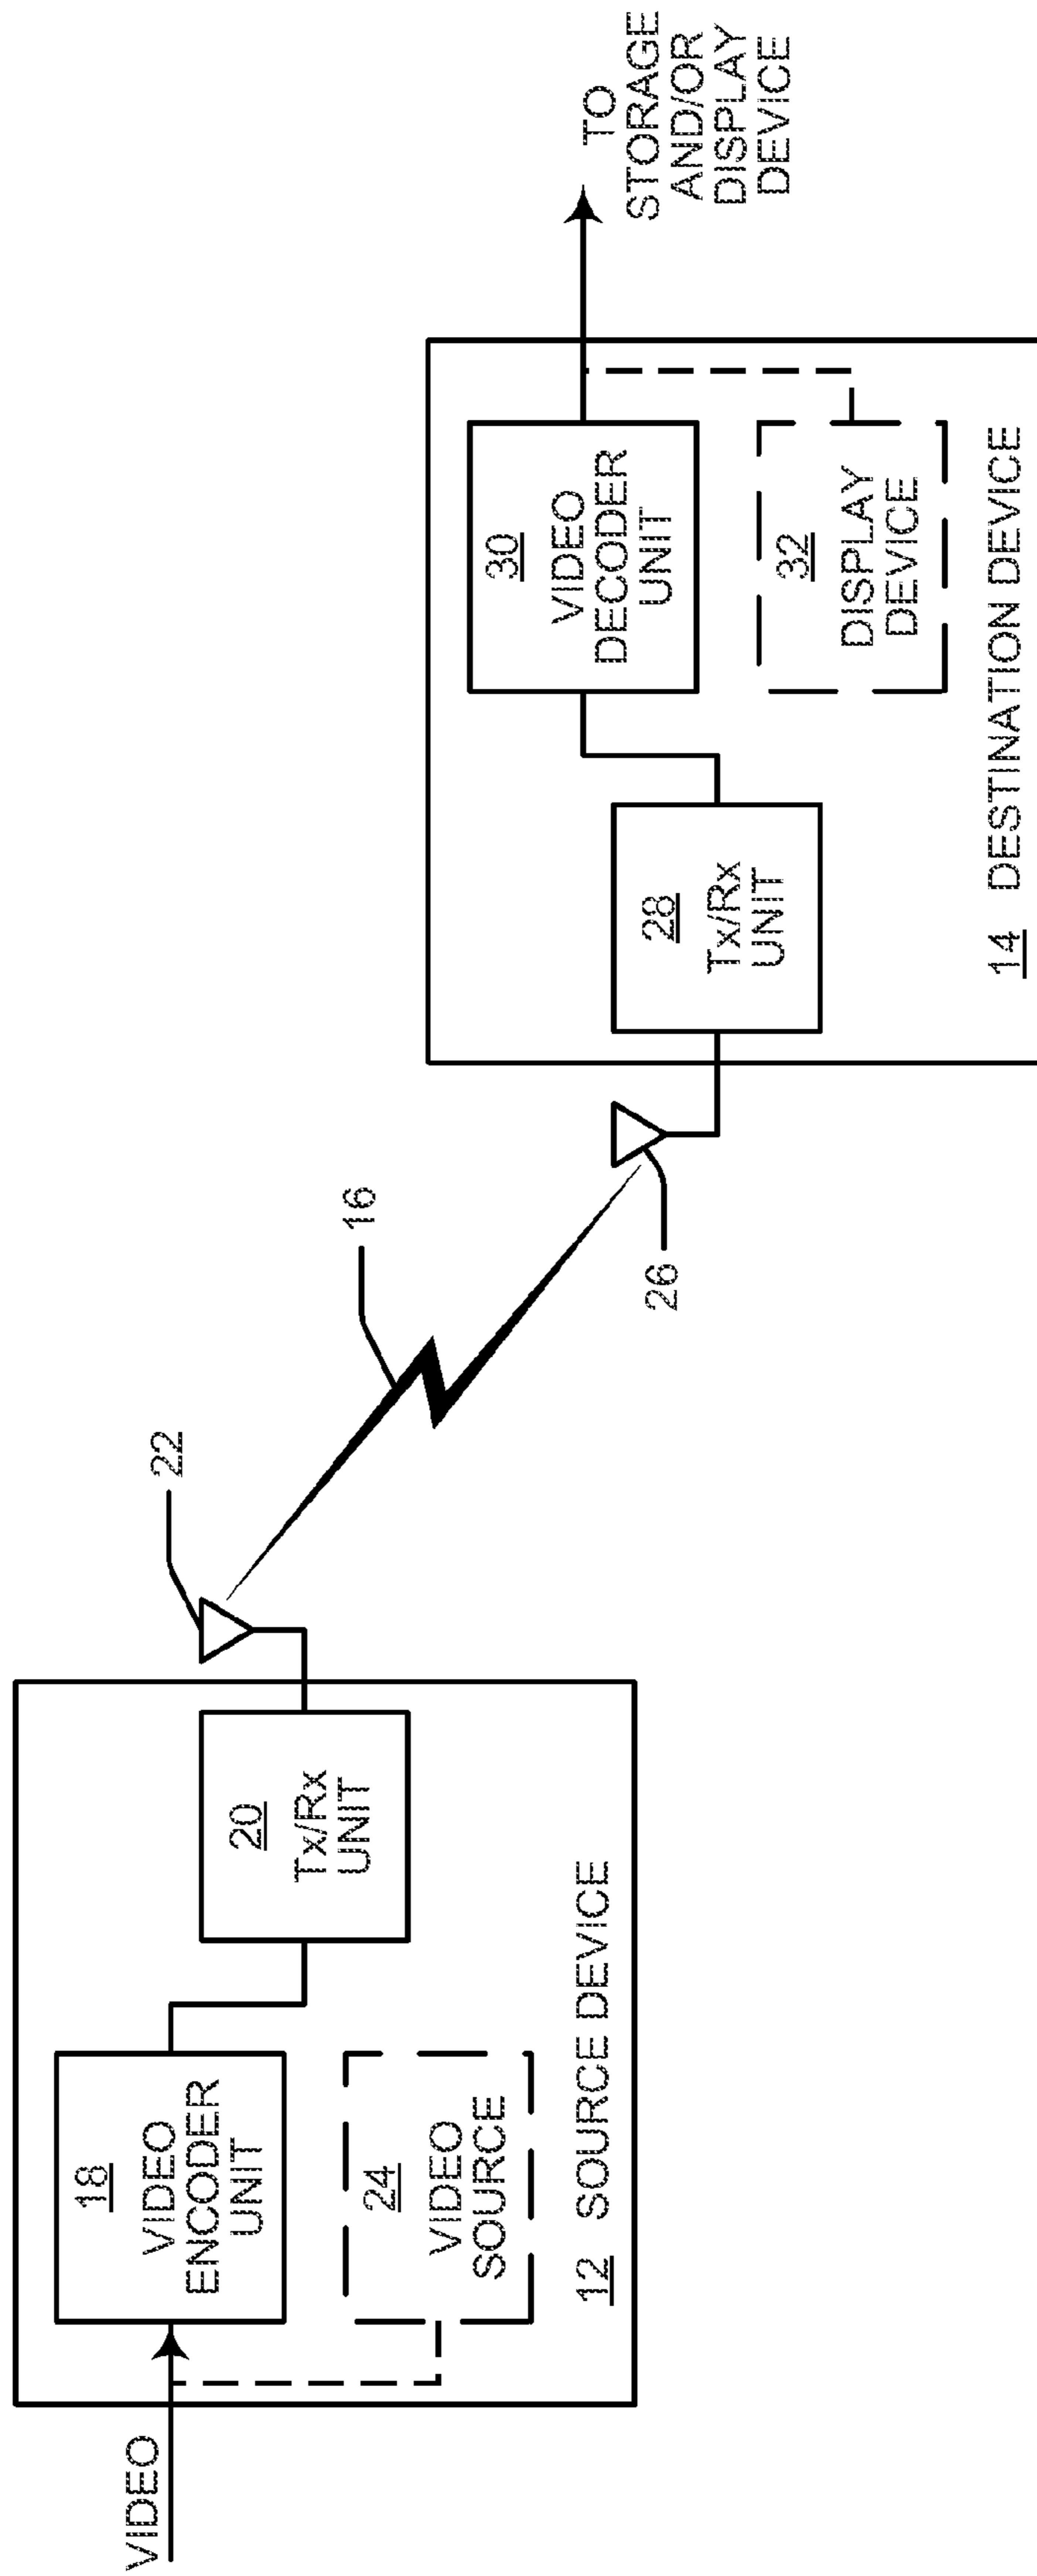 VIDEO
18
VIDEO
ENCODER
UNIT
24
VIDEO
SOURCE
20
Tx/Rx
UNIT
12 SOURCE DEVICE
22
16
26
28
Tx/Rx
UNIT
30
VIDEO
DECODER
UNIT
32
DISPLAY
DEVICE
14 DESTINATION DEVICE
TO
STORAGE
AND/OR
DISPLAY
DEVICE